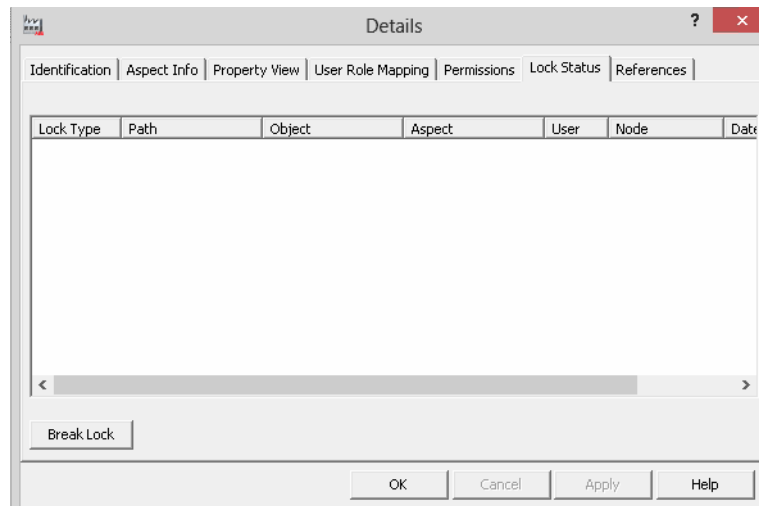 Details
? ×
Identification Aspect Info Property View User Role Mapping Permissions Lock Status References
Lock Type Path Object Aspect User Node Date
Break Lock
OK Cancel Apply Help